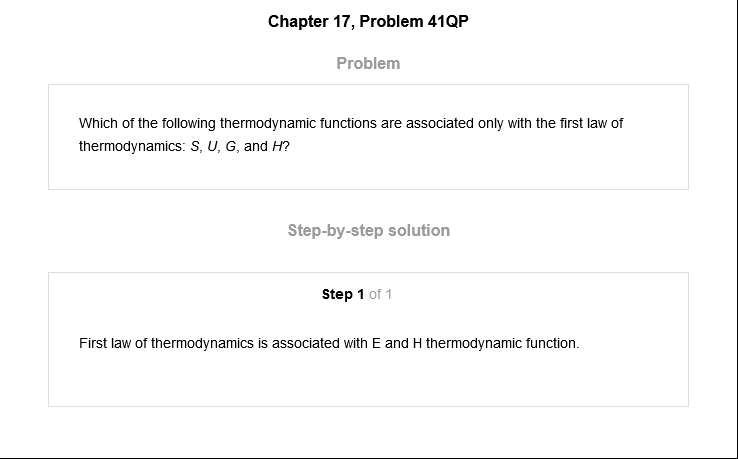 Chapter 17, Problem 41QP
Problem
Which of the following thermodynamic functions are associated only with the first law of
thermodynamics: S, U, G, and H?
Step-by-step solution
Step 1 of 1
First law of thermodynamics is associated with E and H thermodynamic function.